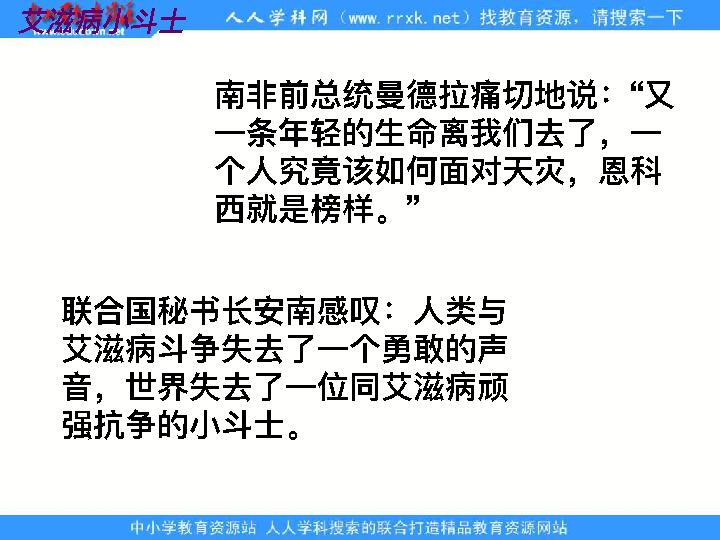 艾滋病小斗士
人人学科网（www.rrxk.net）找教育资源，请搜索一下
南非前总统曼德拉痛切地说：“又
一条年轻的生命离我们去了，一
个人究竟该如何面对天灾，恩科
西就是榜样。”
联合国秘书长安南感叹：人类与
艾滋病斗争失去了一个勇敢的声
音，世界失去了一位同艾滋病顽
强抗争的小斗士。
中小学教育资源站 人人学科搜索的联合打造精品教育资源网站